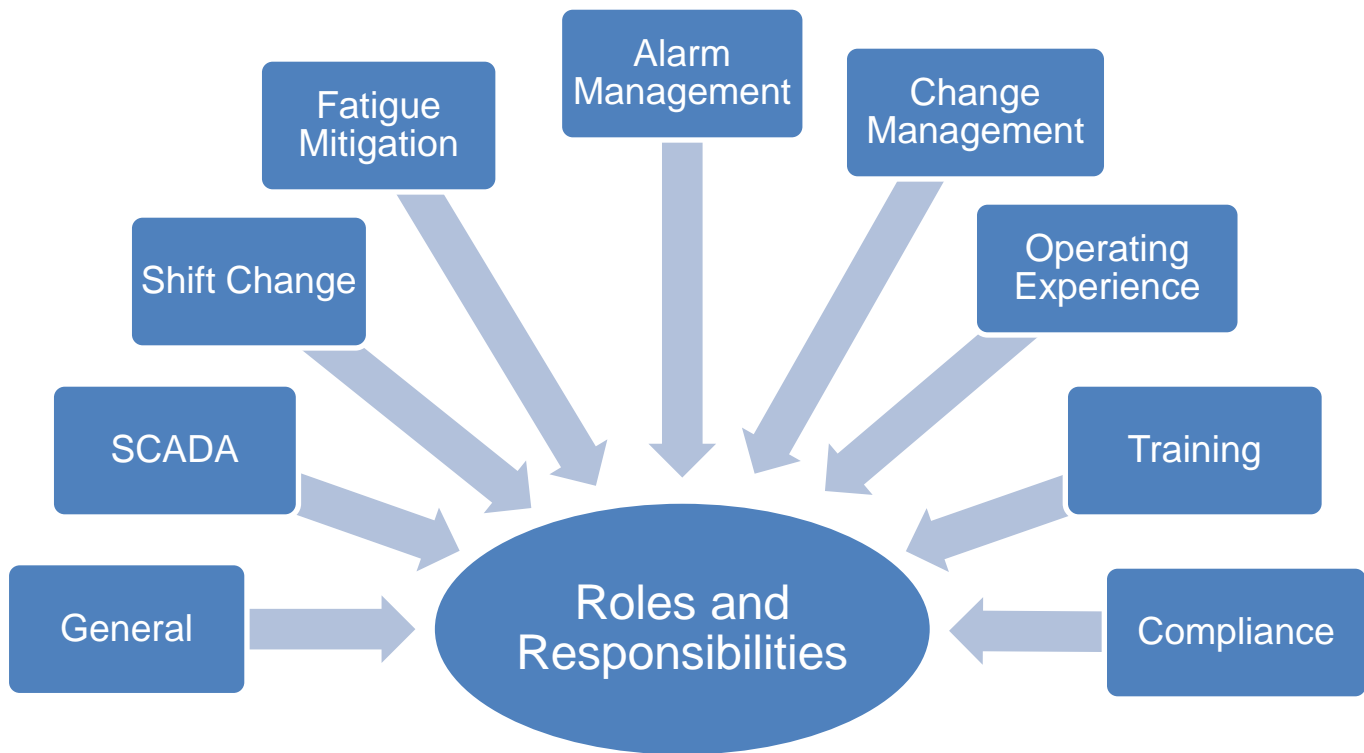 Alarm
Management
Fatigue
Mitigation
Change
Management
Shift Change
Operating
Experience
SCADA
Training
General
Roles and
Responsibilities
Compliance